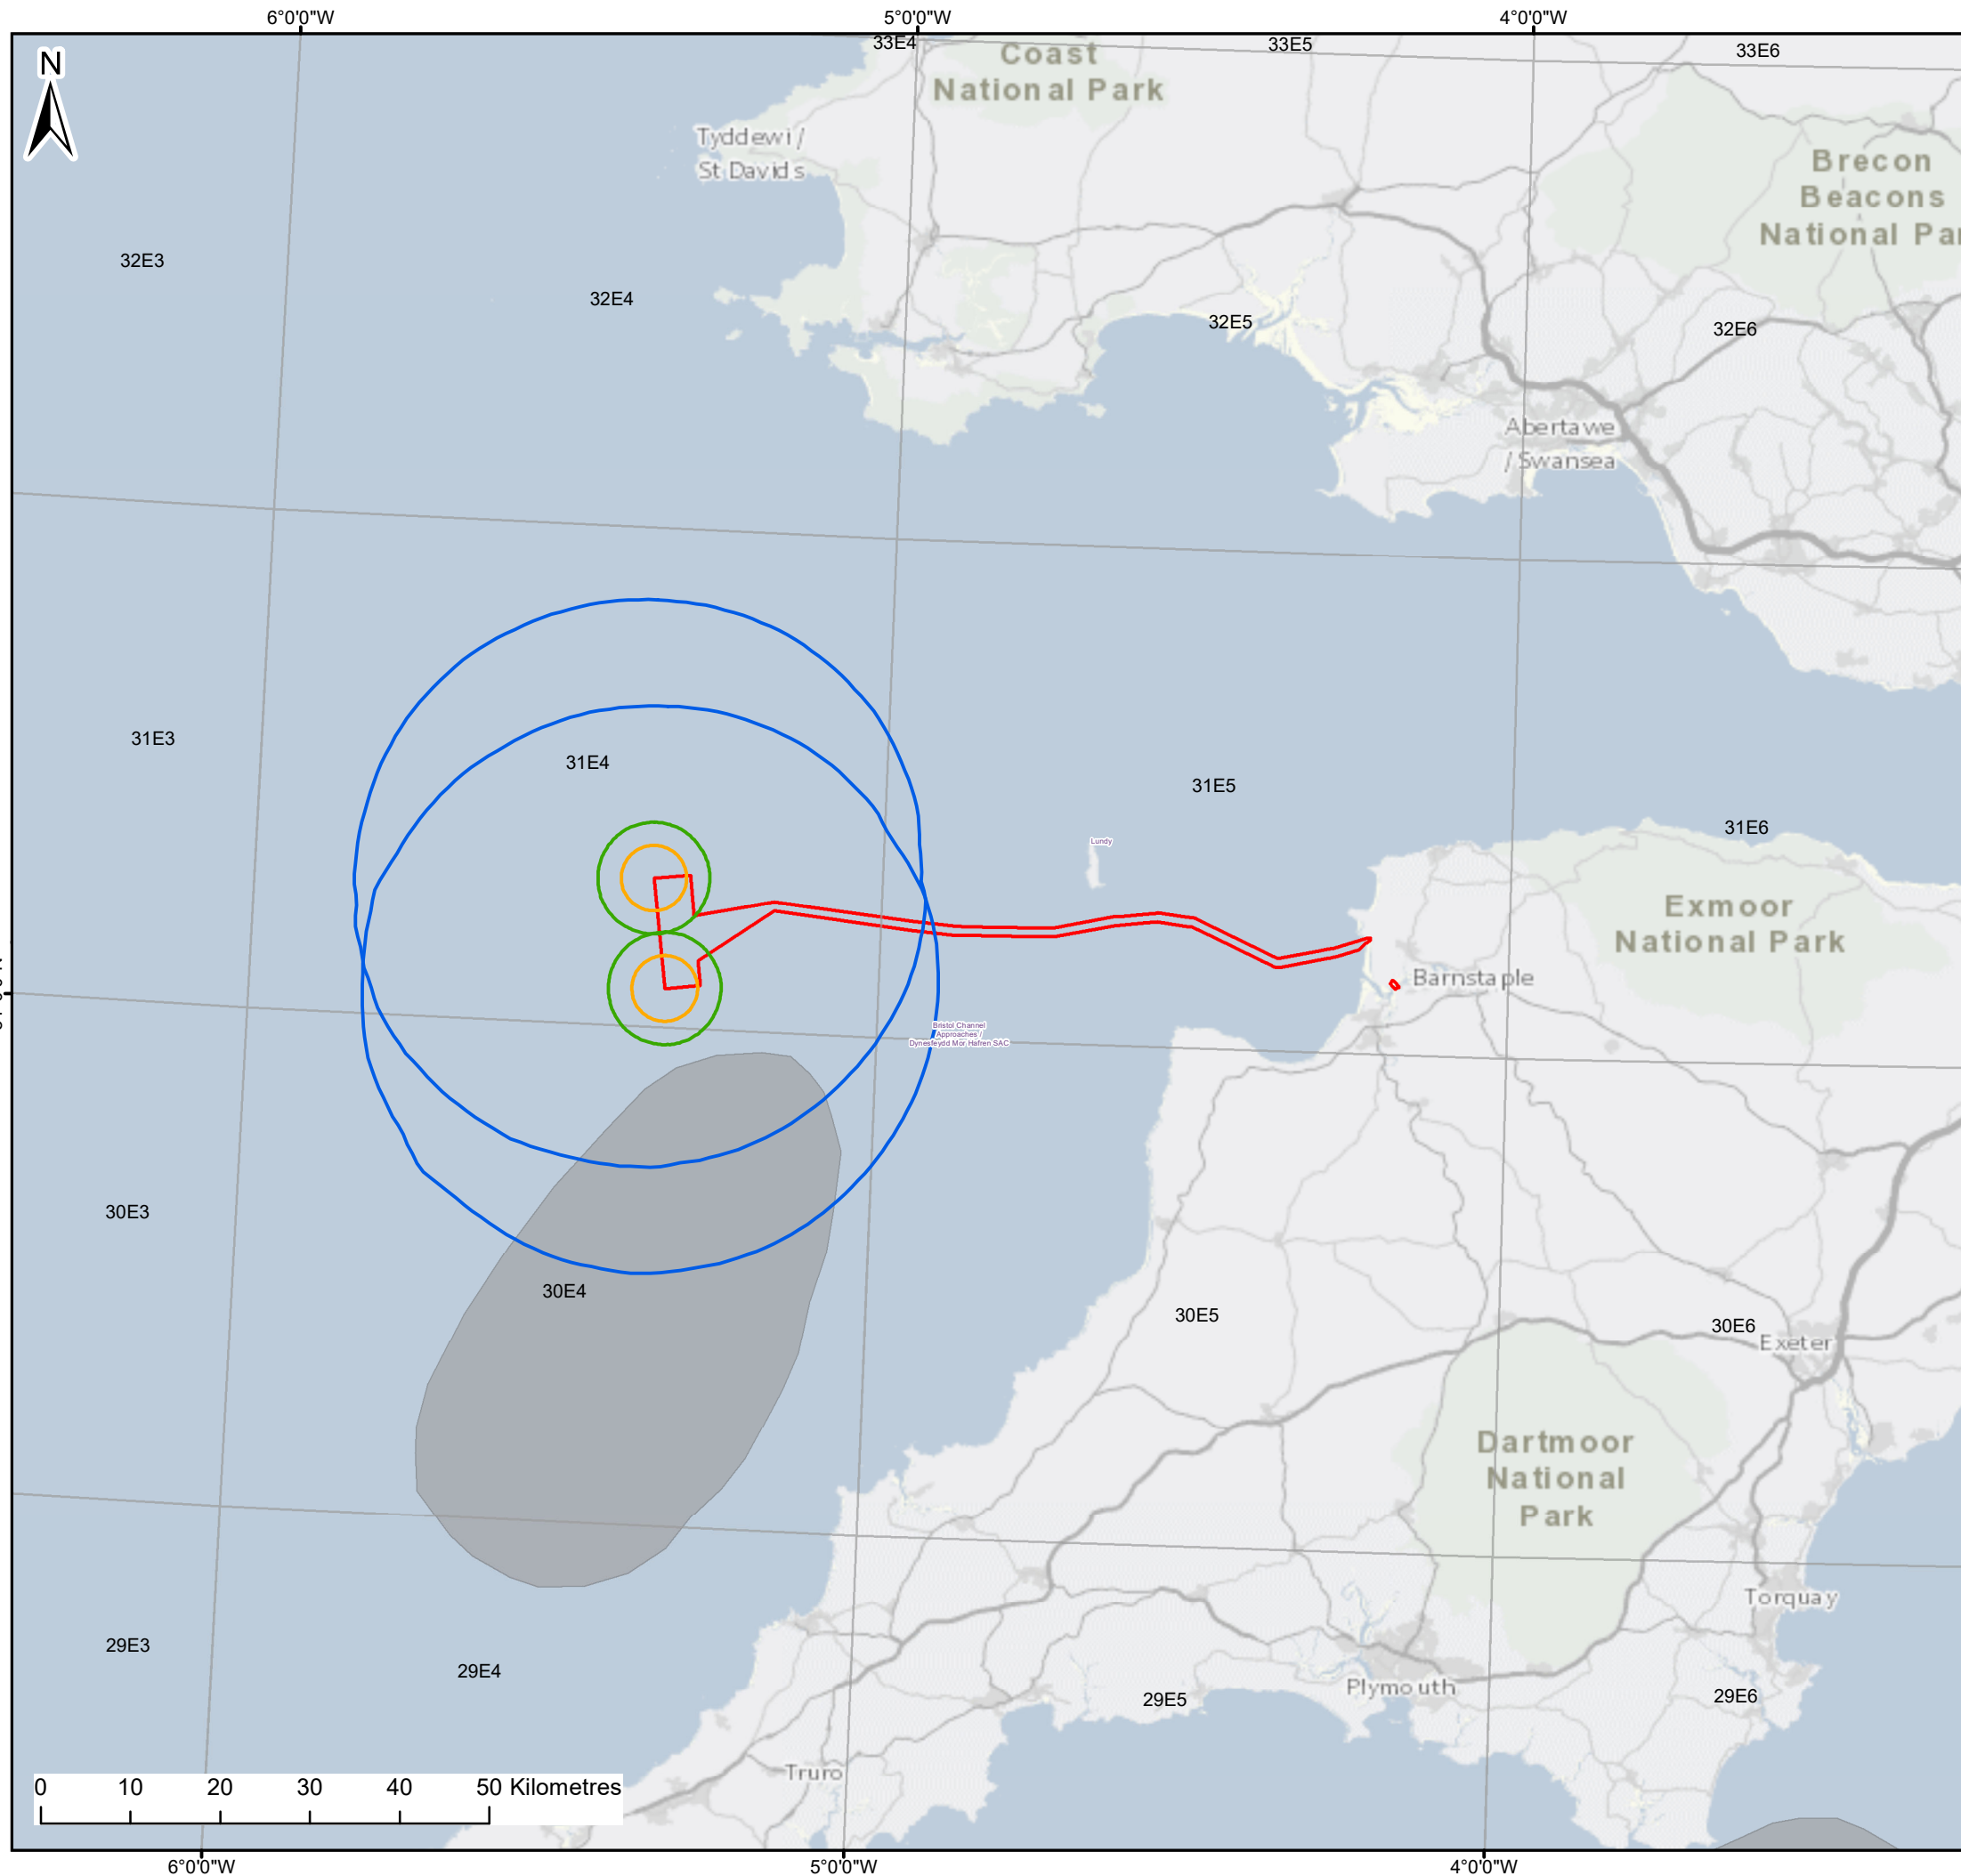 6°0'0"W
5°0'0"W
4°0'0"W
33E4
33E5
33E6
N
Coast
National Park
Tyddewi /
St Davids
Brecon
Beacons
National Pa
32E3
32E4
32E5
32E6
Abertawe
/ Swansea
31E3
31E4
31E5
31E6
Lundy
Exmoor
National Park
Barnstaple
Bristol Channel
Approaches /
Dynesfeydd Môr Hafren SAC
30E3
30E4
30E5
30E6
Exeter
Dartmoor
National
Park
Torquay
29E3
29E4
29E5
29E6
Plymouth
Truro
0 10 20 30 40 50 Kilometres
6°0'0"W
5°0'0"W
4°0'0"W